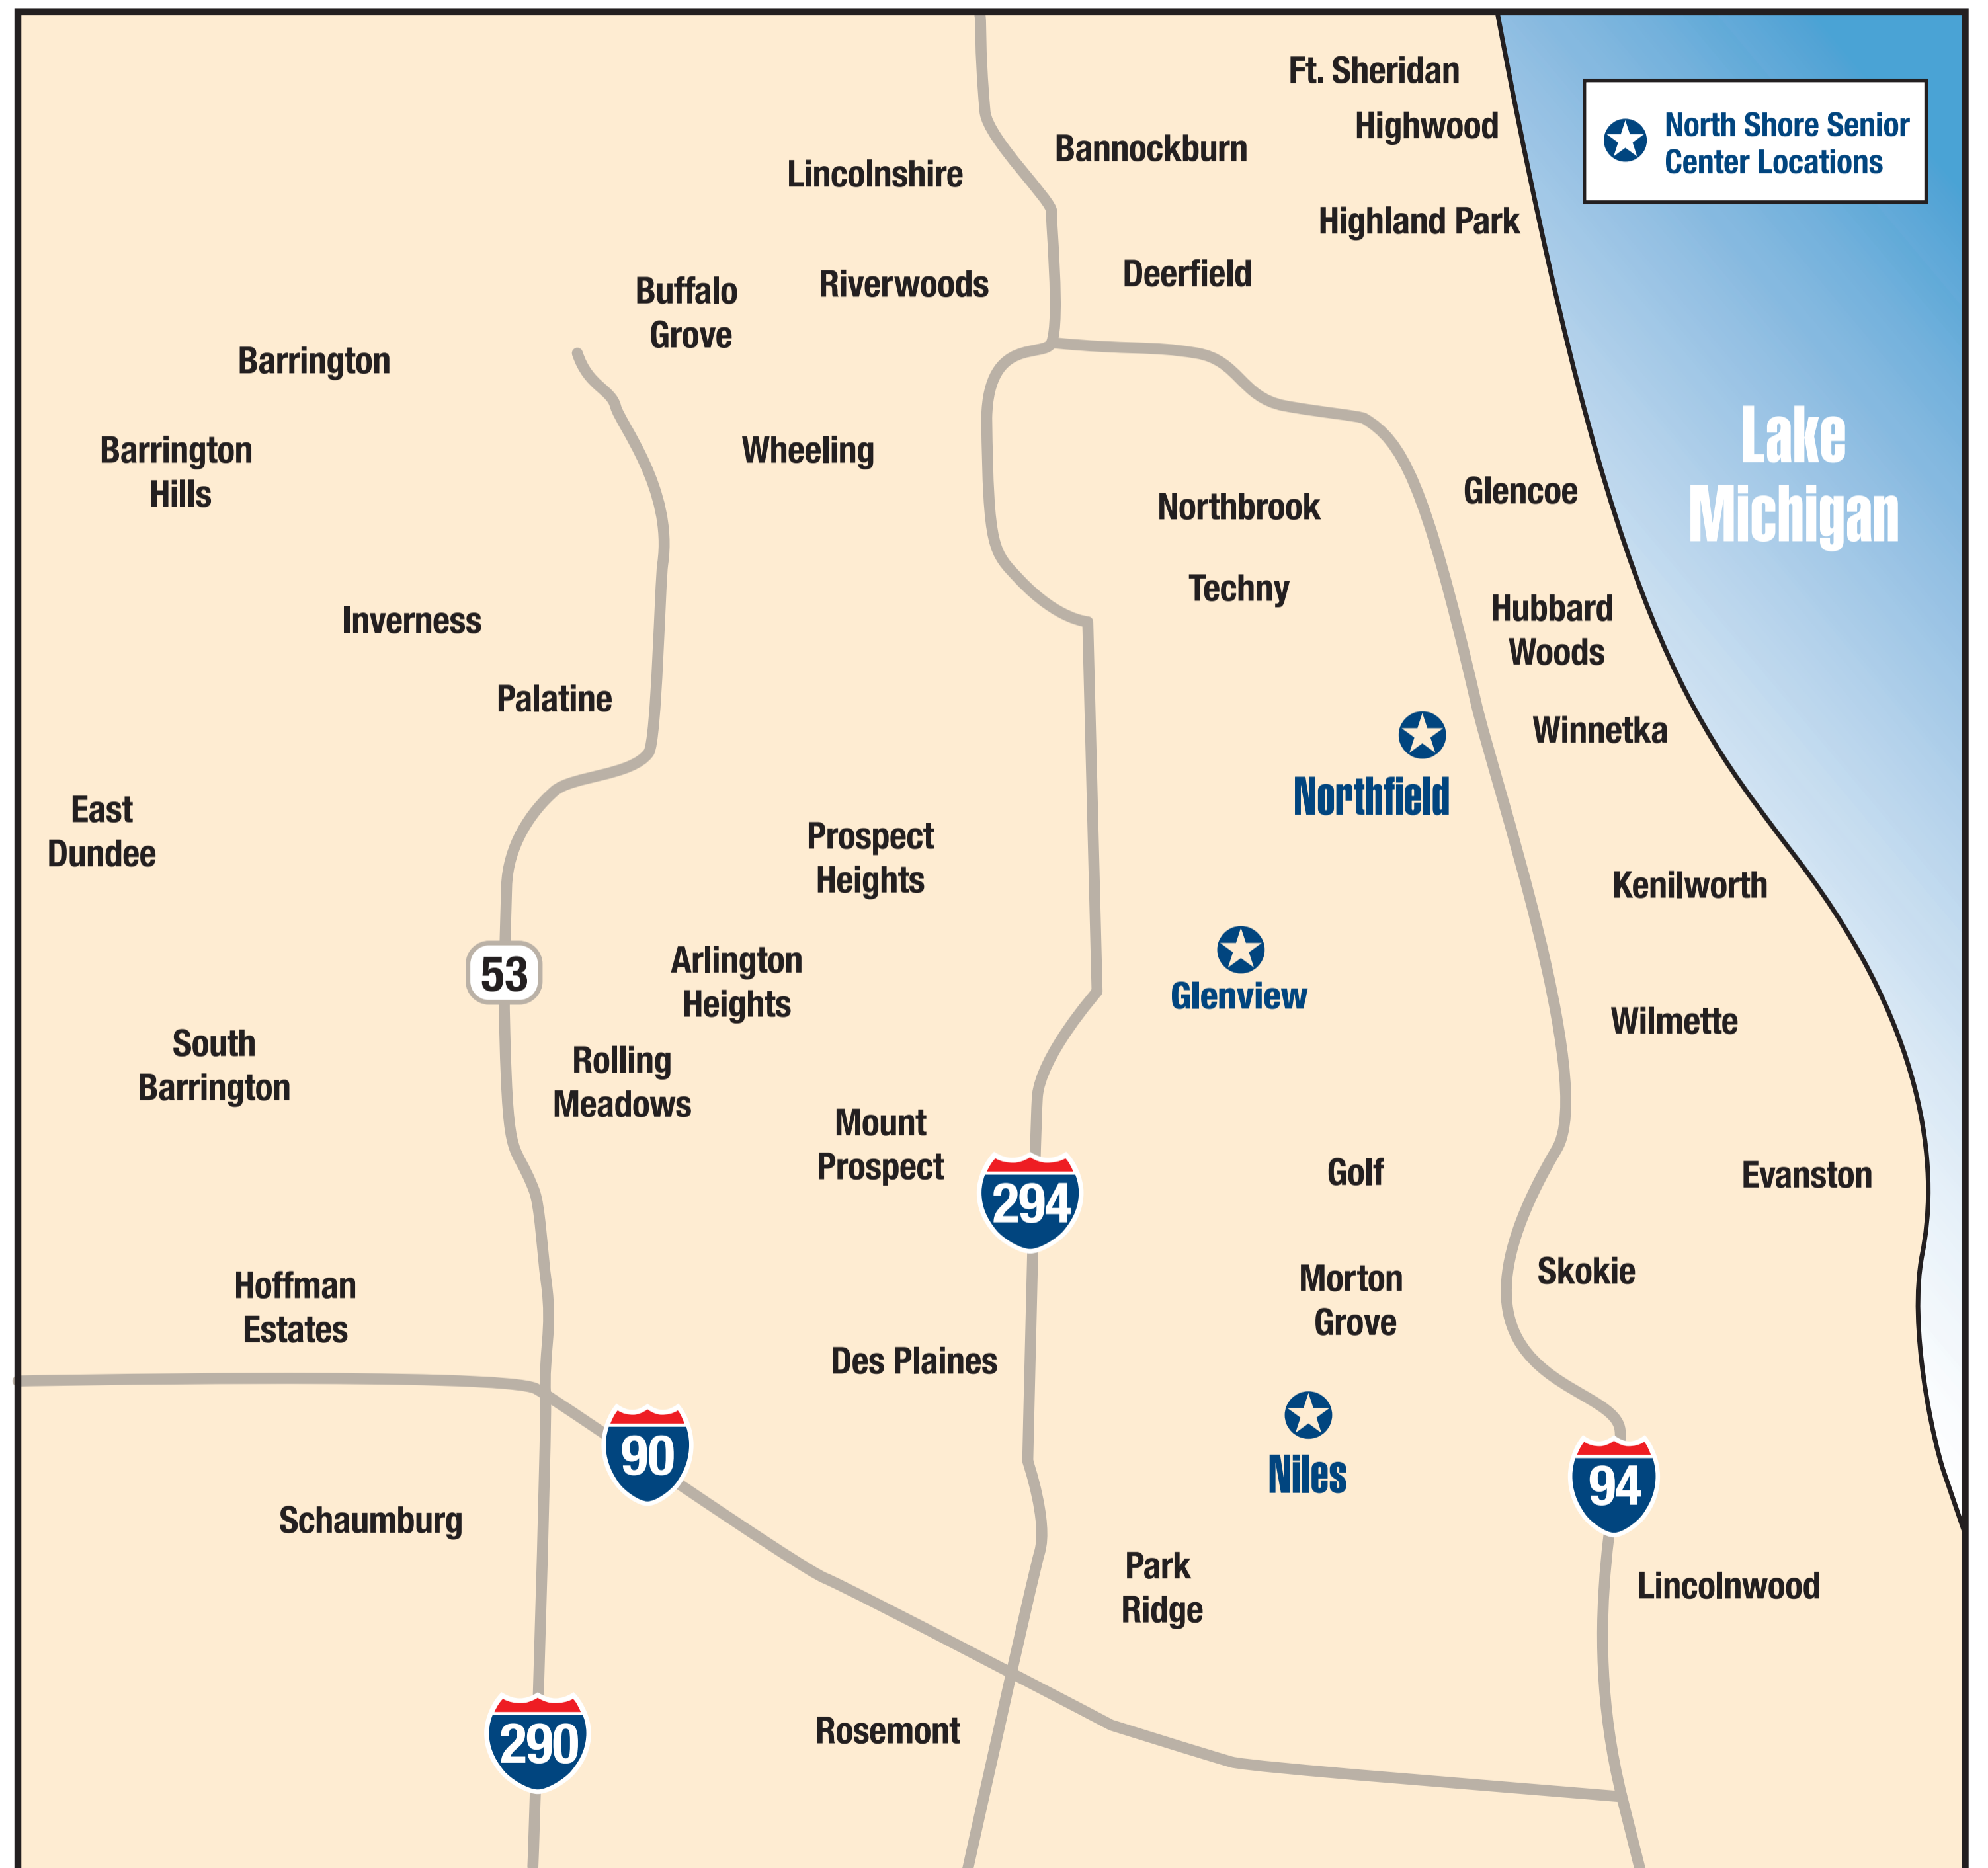 Ft. Sheridan
Highwood
North Shore Senior
Center Locations
Bannockburn
Lincolnshire
Highland Park
Deerfield
Riverwoods
Buffalo
Grove
Barrington
Lake
Michigan
Barrington
Hills
Wheeling
Glencoe
Northbrook
Techny
Hubbard
Woods
Inverness
Palatine
Winnetka
Northfield
East
Dundee
Prospect
Heights
Kenilworth
Arlington
Heights
53
Glenview
Wilmette
South
Barrington
Rolling
Meadows
Mount
Prospect
294
Golf
Evanston
Hoffman
Estates
Morton
Grove
Skokie
Des Plaines
90
Niles
94
Schaumburg
Park
Ridge
Lincolnwood
Rosemont
290